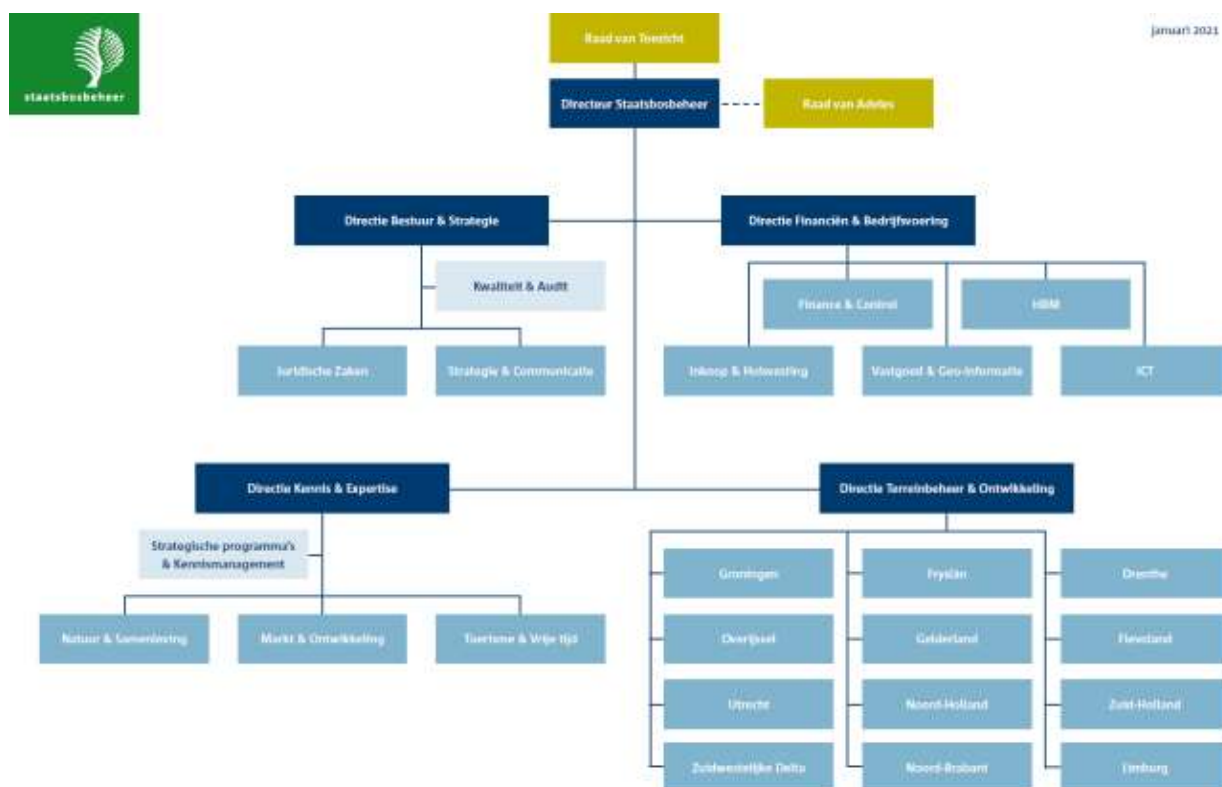 staatsbosbeheer
januari 2021
Raad van Toezicht
Directeur Staatsbosbeheer
Raad van Advies
Directie Bestuur & Strategie
Directie Financiën & Bedrijfsvoering
Kwaliteit & Audit
Finance & Control
HRM
Juridische Zaken
Strategie & Communicatie
Inkoop & Houtoogst
Vastgoed & Geo-informatie
ICT
Directie Kennis & Expertise
Directie Terreinbeheer & Ontwikkeling
Strategische programma's
& Kennismanagement
Groningen
Fryslân
Drenthe
Natuur & Samenleving
Markt & Ontwikkeling
Toerisme & Vrije tijd
Overijssel
Gelderland
Flevoland
Utrecht
Noord-Holland
Zuid-Holland
Zuidwestelijke Delta
Noord-Brabant
Limburg